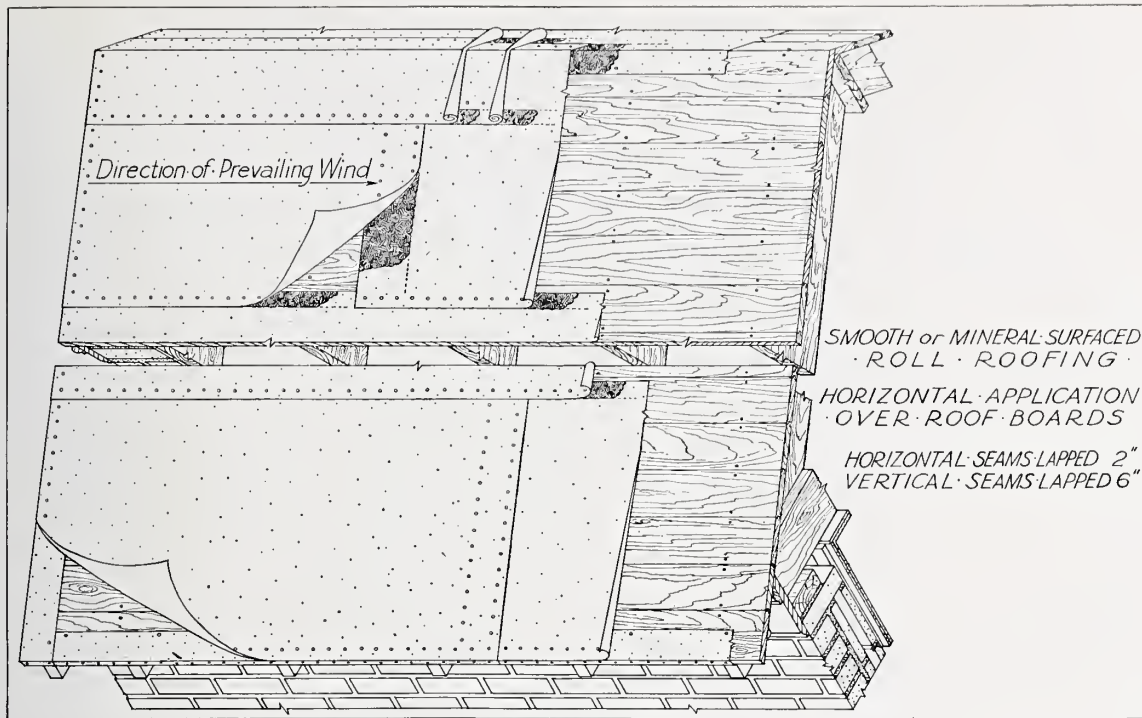 Direction·of·Prevailing Wind
SMOOTH or MINERAL·SURFACED
· ROLL · ROOFING ·
HORIZONTAL·APPLICATION
· OVER·ROOF·BOARDS
HORIZONTAL·SEAMS·LAPPED 2"
VERTICAL·SEAMS·LAPPED 6"